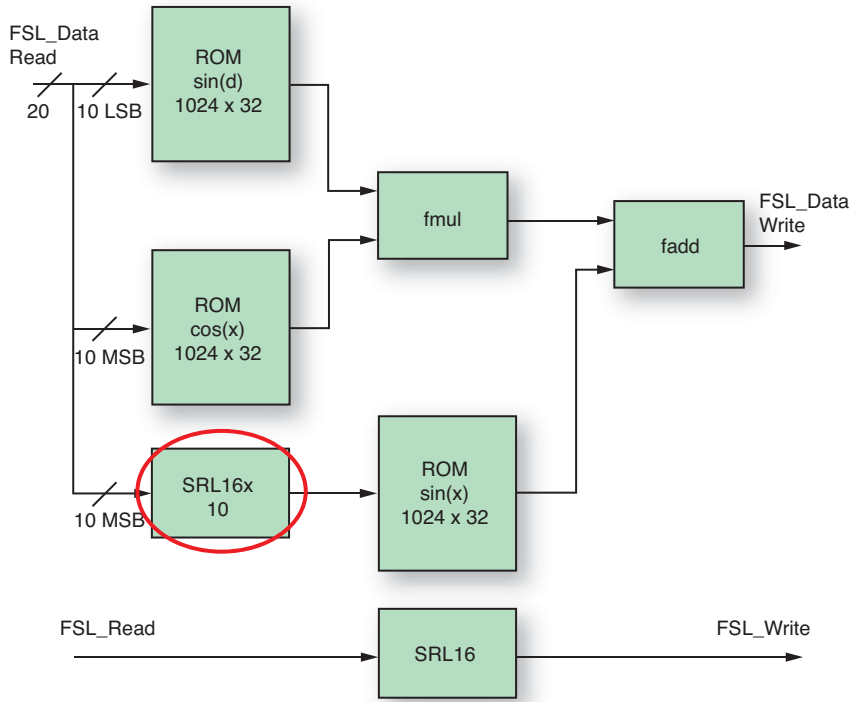 FSL_Data
Read
20
10 LSB
ROM
sin(d)
1024 x 32
fmul
FSL_Data
Write
fadd
ROM
cos(x)
1024 x 32
10 MSB
SRL16x
10
10 MSB
ROM
sin(x)
1024 x 32
FSL_Read
SRL16
FSL_Write